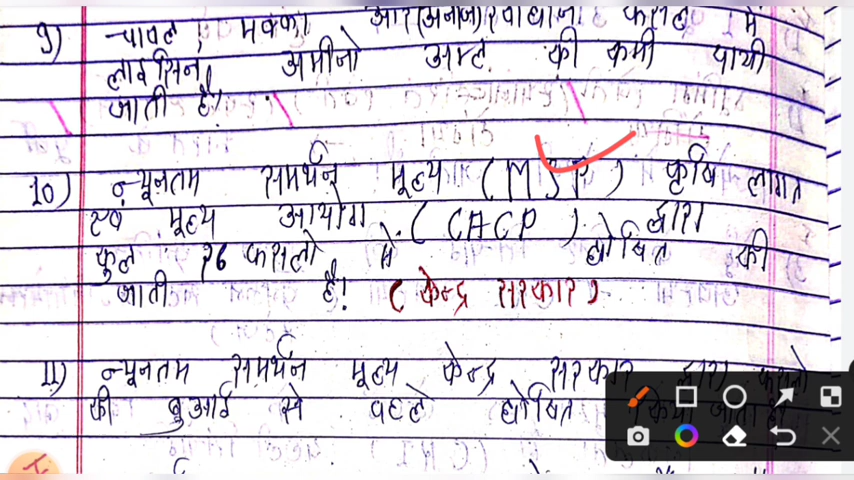 9) चावल, मक्का और (अनाज) खाद्यान्न फसल में
लाइसिन, अमीनो अम्ल की कमी पायी
जाती है!
10) न्यूनतम समर्थन मूल्य (MSP) कृषि लागत
एवं मूल्य आयोग (CACP) द्वारा
कुल 26 फसलो में घोषित की
जाती है! (केन्द्र सरकार)
11) न्यूनतम समर्थन मूल्य केन्द्र सरकार द्वारा फसलो
की बुआई से पहले घोषित किया जाता है